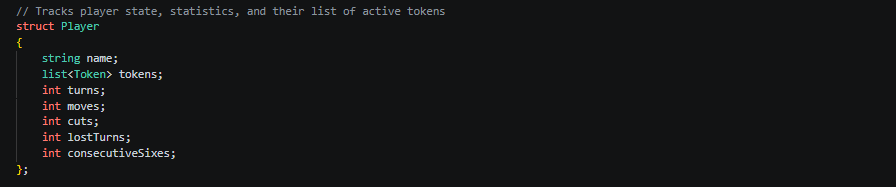 // Tracks player state, statistics, and their list of active tokens
struct Player
{
    string name;
    list<Token> tokens;
    int turns;
    int moves;
    int cuts;
    int lostTurns;
    int consecutiveSixes;
};